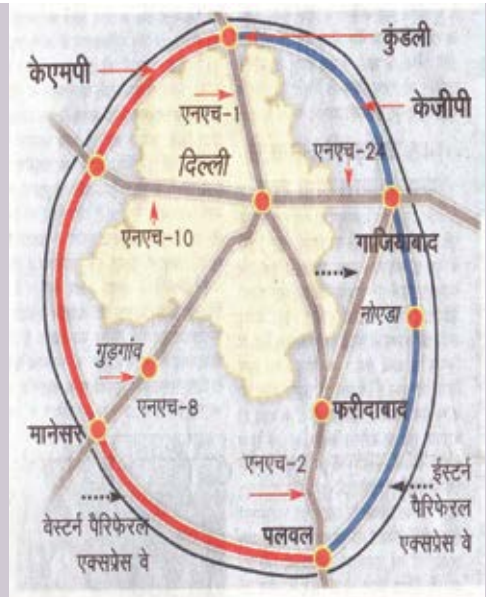 कुंडली
केएमपी
केजीपी
एनएच-1
दिल्ली
एनएच-24
एनएच-10
गाजियाबाद
नोएडा
गुड़गांव
एनएच-8
फरीदाबाद
मानेसर
एनएच-2
वेस्टर्न पैरिफेरल
एक्सप्रेस वे
ईस्टर्न
पैरिफेरल
एक्सप्रेस वे
पलवल